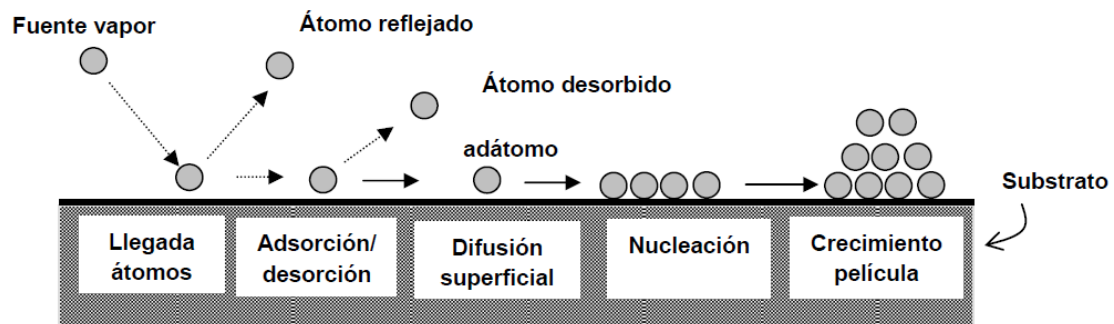 Fuente vapor
Átomo reflejado
Átomo desorbido
adátomo
Substrato
Llegada
átomos
Adsorción/
desorción
Difusión
superficial
Nucleación
Crecimiento
película